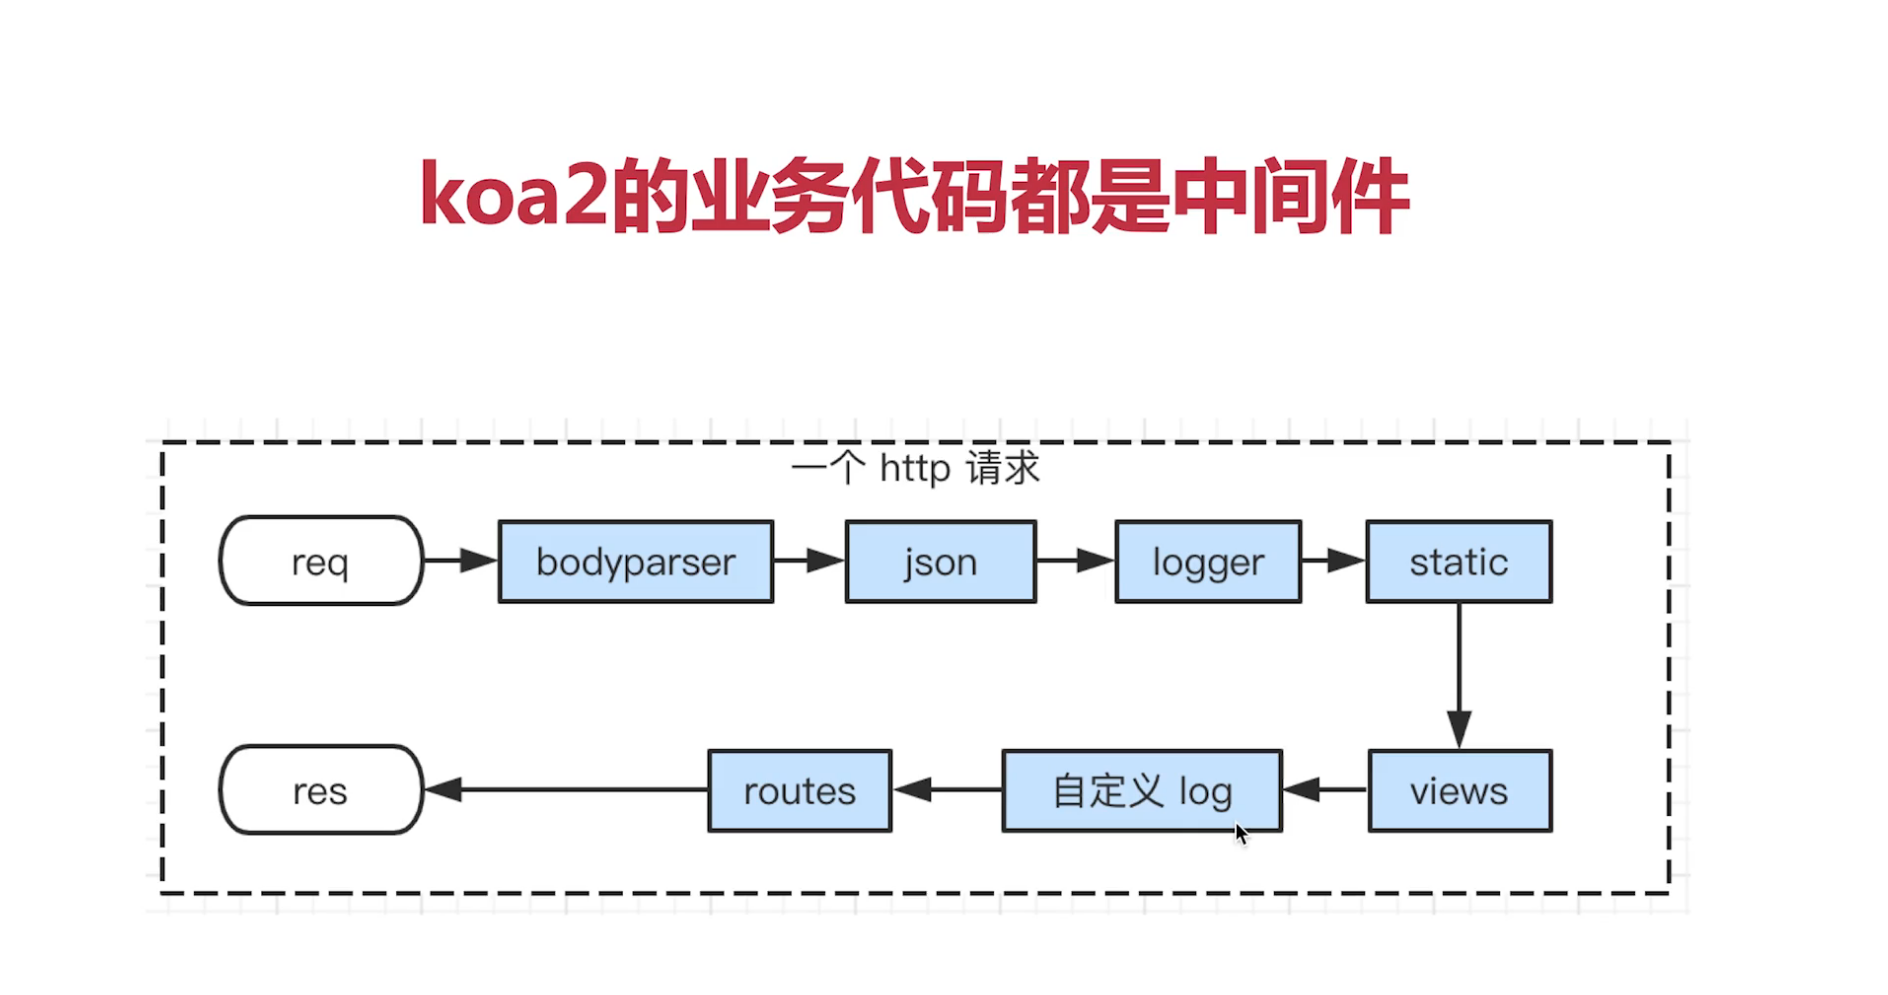 koa2的业务代码都是中间件
一个 http 请求
req
bodyparser
json
logger
static
res
routes
自定义 log
views